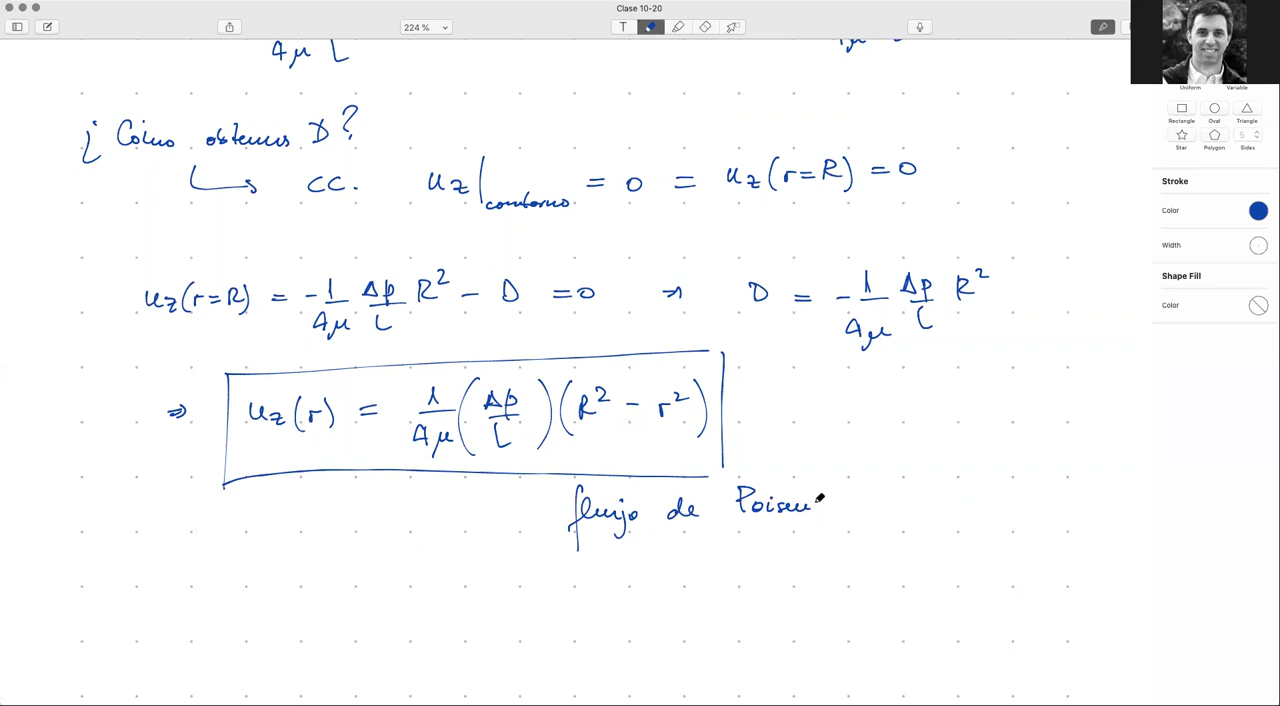 Clase 10-20
224 %
T
Uniform Variable
Rectangle Oval Triangle
5
Star Polygon Sides
Stroke
Color
Width
Shape Fill
Color
4μ L
¿Cómo obtenemos D?
↳ CC. u_z|contorno = 0 = u_z(r=R) = 0
u_z(r=R) = -1/4μ Δp/L R² - D = 0 → D = -1/4μ Δp/L R²
⇒ u_z(r) = 1/4μ (Δp/L)(R² - r²)
flujo de Poiseu